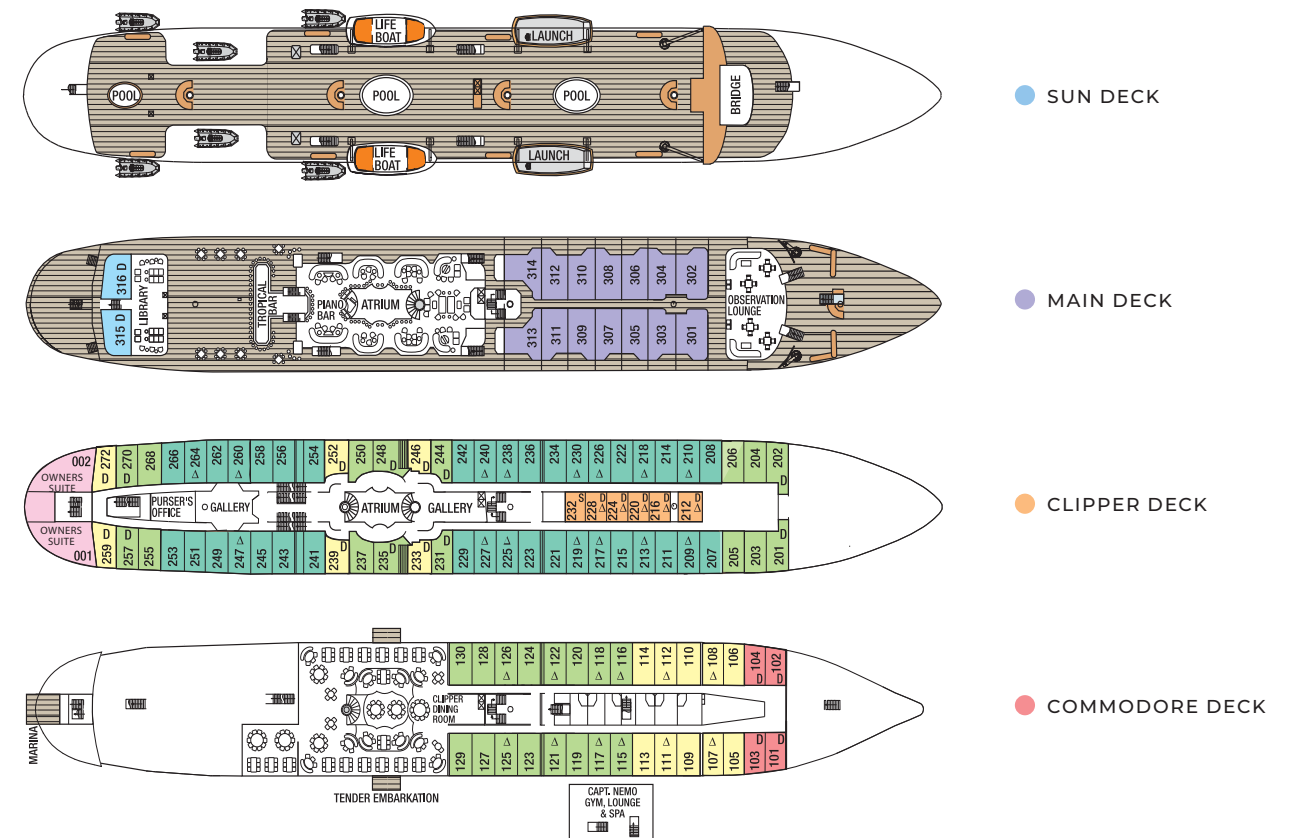 LIFE
BOAT
LAUNCH
POOL
POOL
POOL
BRIDGE
LIFE
BOAT
LAUNCH
SUN DECK
316 D
315 D
LIBRARY
TROPICAL
BAR
PIANO
BAR
ATRIUM
314 312 310 308 306 304 302
313 311 309 307 305 303 301
OBSERVATION
LOUNGE
MAIN DECK
002
OWNERS
SUITE
272 D 270 D 268 266 264 Δ 262 260 Δ 258 256 254 252 D 250 248 D 246 D 244 D 242 240 Δ 238 Δ 236 234 230 Δ 226 Δ 222 218 Δ 214 210 Δ 208 206 204 202 D
PURSER'S
OFFICE
GALLERY
ATRIUM
GALLERY
232 S 228 D Δ 224 D Δ 220 D Δ 216 D Δ 212 D Δ
OWNERS
SUITE
001
259 D 257 D 255 253 251 249 247 Δ 245 243 241 239 D 237 235 D 233 D 231 D 229 227 Δ 225 Δ 223 221 219 Δ 217 Δ 215 213 Δ 211 209 Δ 207 205 203 201 D
CLIPPER DECK
130 128 126 Δ 124 122 Δ 120 118 Δ 116 Δ 114 112 Δ 110 108 Δ 106 104 D 102 D
CLIPPER
DINING
ROOM
MARINA
129 127 125 Δ 123 121 Δ 119 117 Δ 115 Δ 113 111 Δ 109 107 Δ 105 103 D 101 D
TENDER EMBARKATION
CAPT. NEMO
GYM, LOUNGE
& SPA
COMMODORE DECK